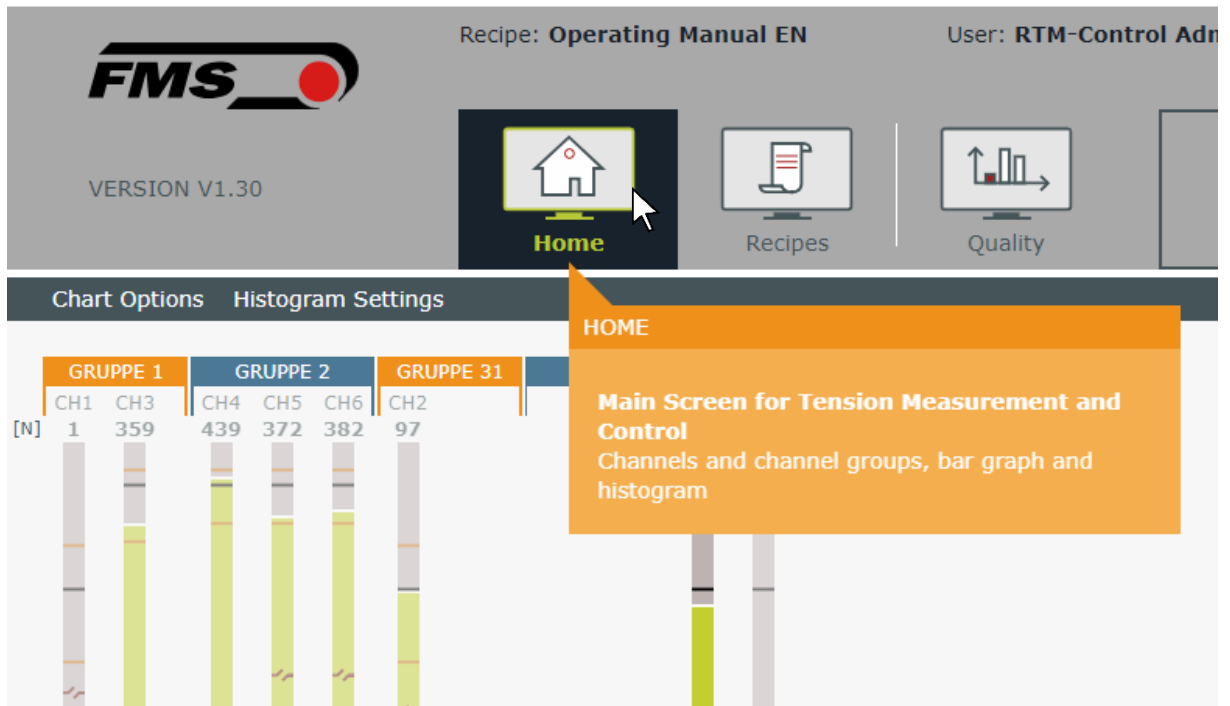 Recipe: Operating Manual EN
User: RTM-Control
FMS
VERSION V1.30
Home
Recipes
Quality
Chart Options Histogram Settings
HOME
Main Screen for Tension Measurement and
Control
Channels and channel groups, bar graph and
histogram
GRUPPE 1 GRUPPE 2 GRUPPE 31
CH1 CH3 CH4 CH5 CH6 CH2
[N] 1 359 439 372 382 97